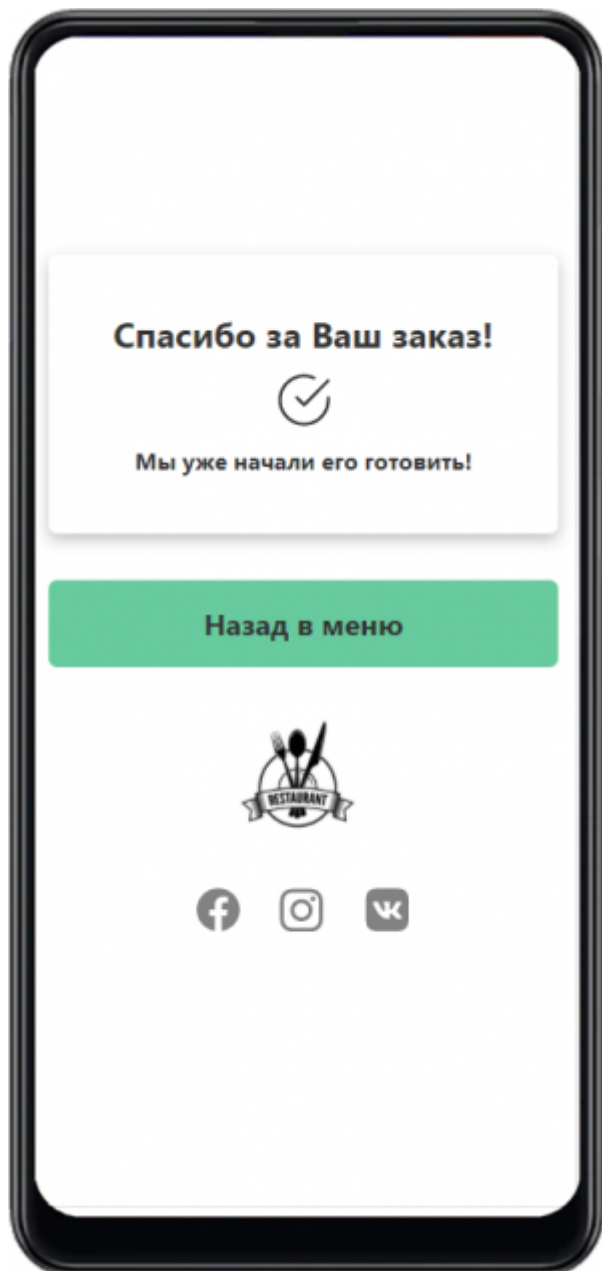 Спасибо за Ваш заказ!
Мы уже начали его готовить!
Назад в меню
RESTAURANT